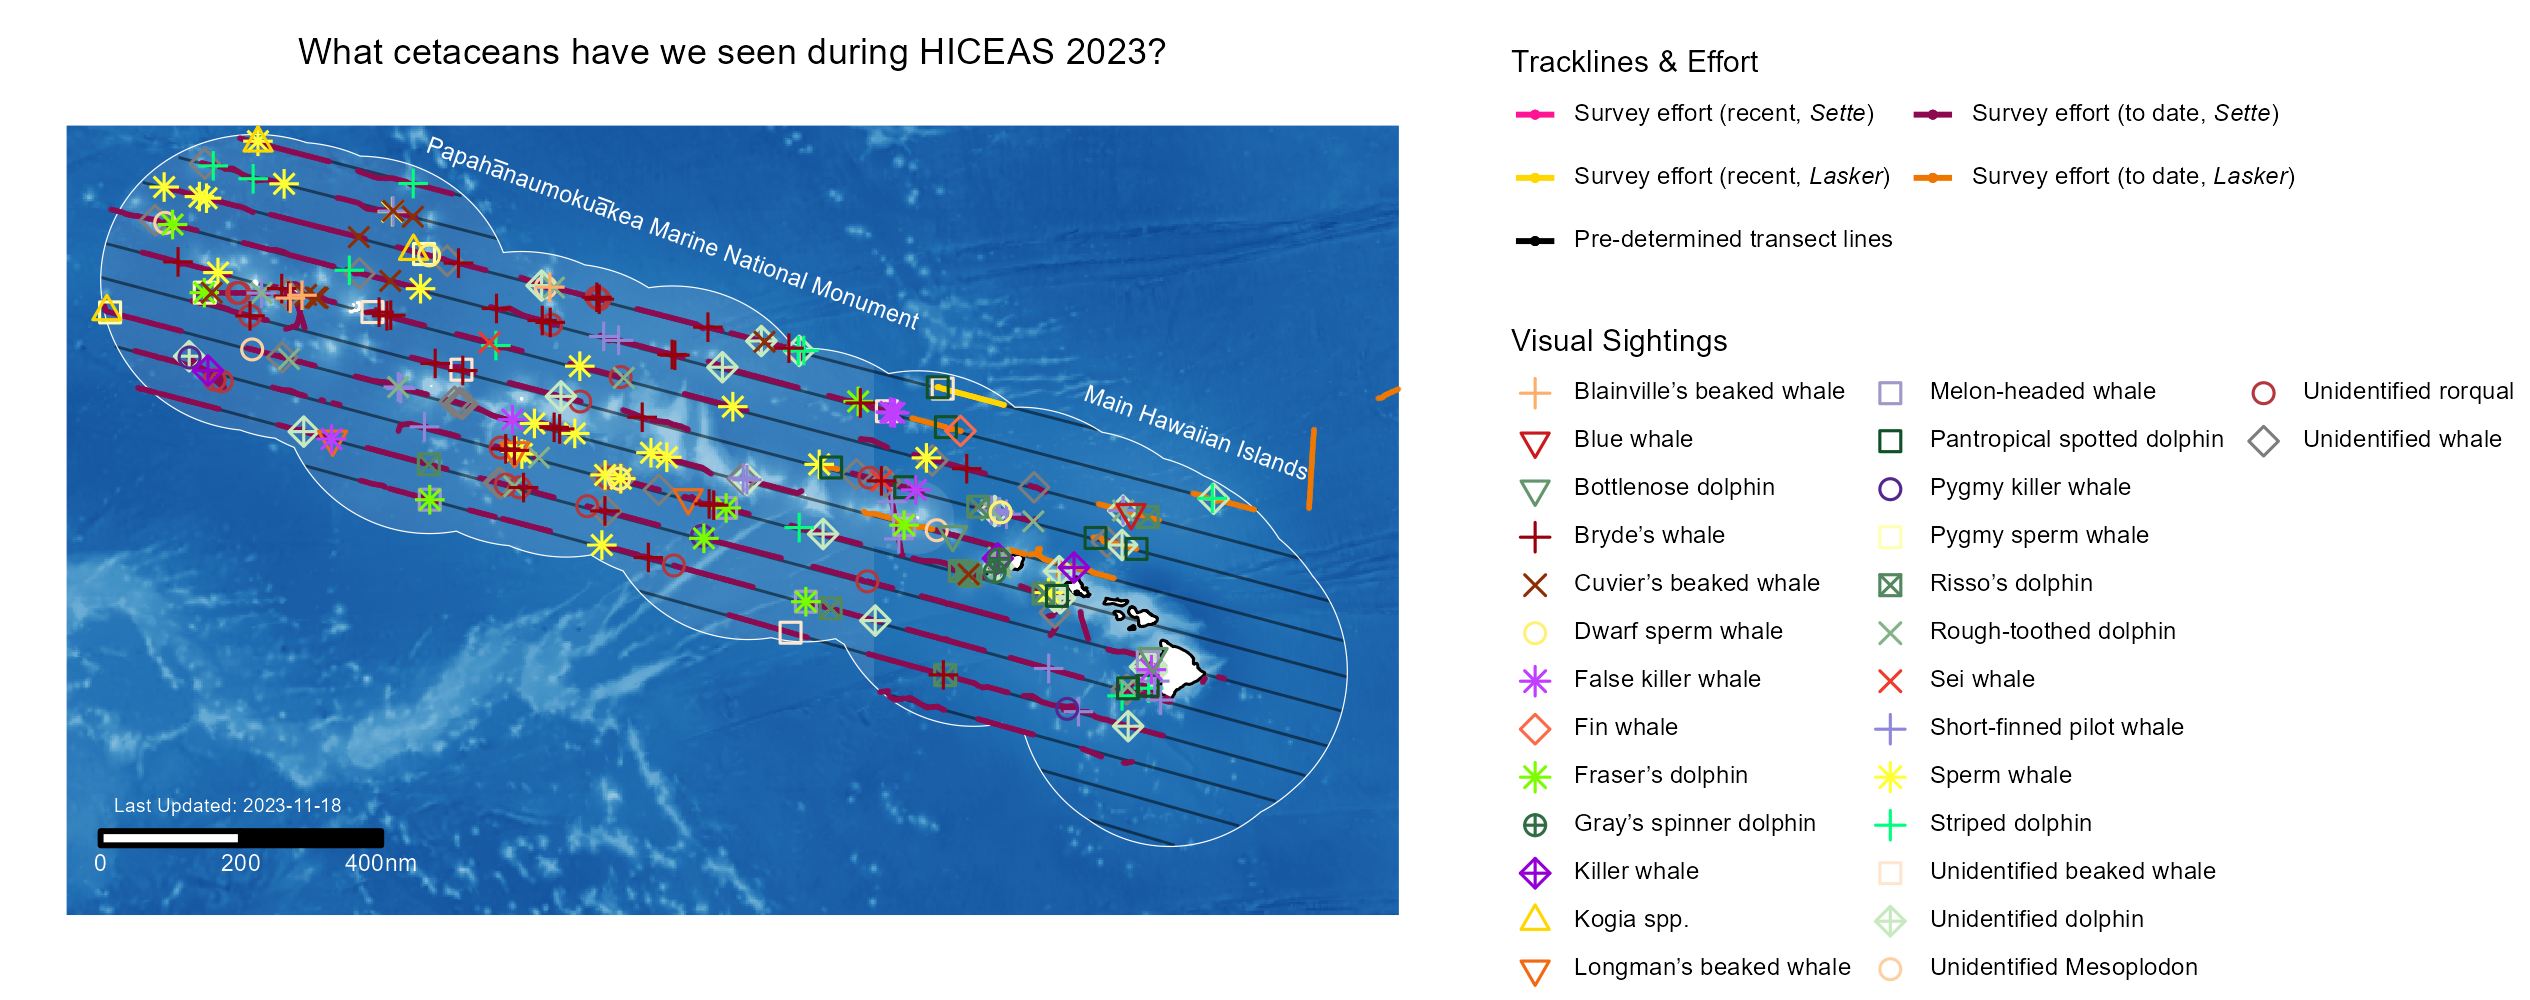 What cetaceans have we seen during HICEAS 2023?
Papahānaumokuākea Marine National Monument
Main Hawaiian Islands
Last Updated: 2023-11-18
0 200 400nm
Tracklines & Effort
Survey effort (recent, Sette) Survey effort (to date, Sette)
Survey effort (recent, Lasker) Survey effort (to date, Lasker)
Pre-determined transect lines
Visual Sightings
Blainville’s beaked whale Melon-headed whale Unidentified rorqual
Blue whale Pantropical spotted dolphin Unidentified whale
Bottlenose dolphin Pygmy killer whale
Bryde’s whale Pygmy sperm whale
Cuvier’s beaked whale Risso’s dolphin
Dwarf sperm whale Rough-toothed dolphin
False killer whale Sei whale
Fin whale Short-finned pilot whale
Fraser’s dolphin Sperm whale
Gray’s spinner dolphin Striped dolphin
Killer whale Unidentified beaked whale
Kogia spp. Unidentified dolphin
Longman’s beaked whale Unidentified Mesoplodon